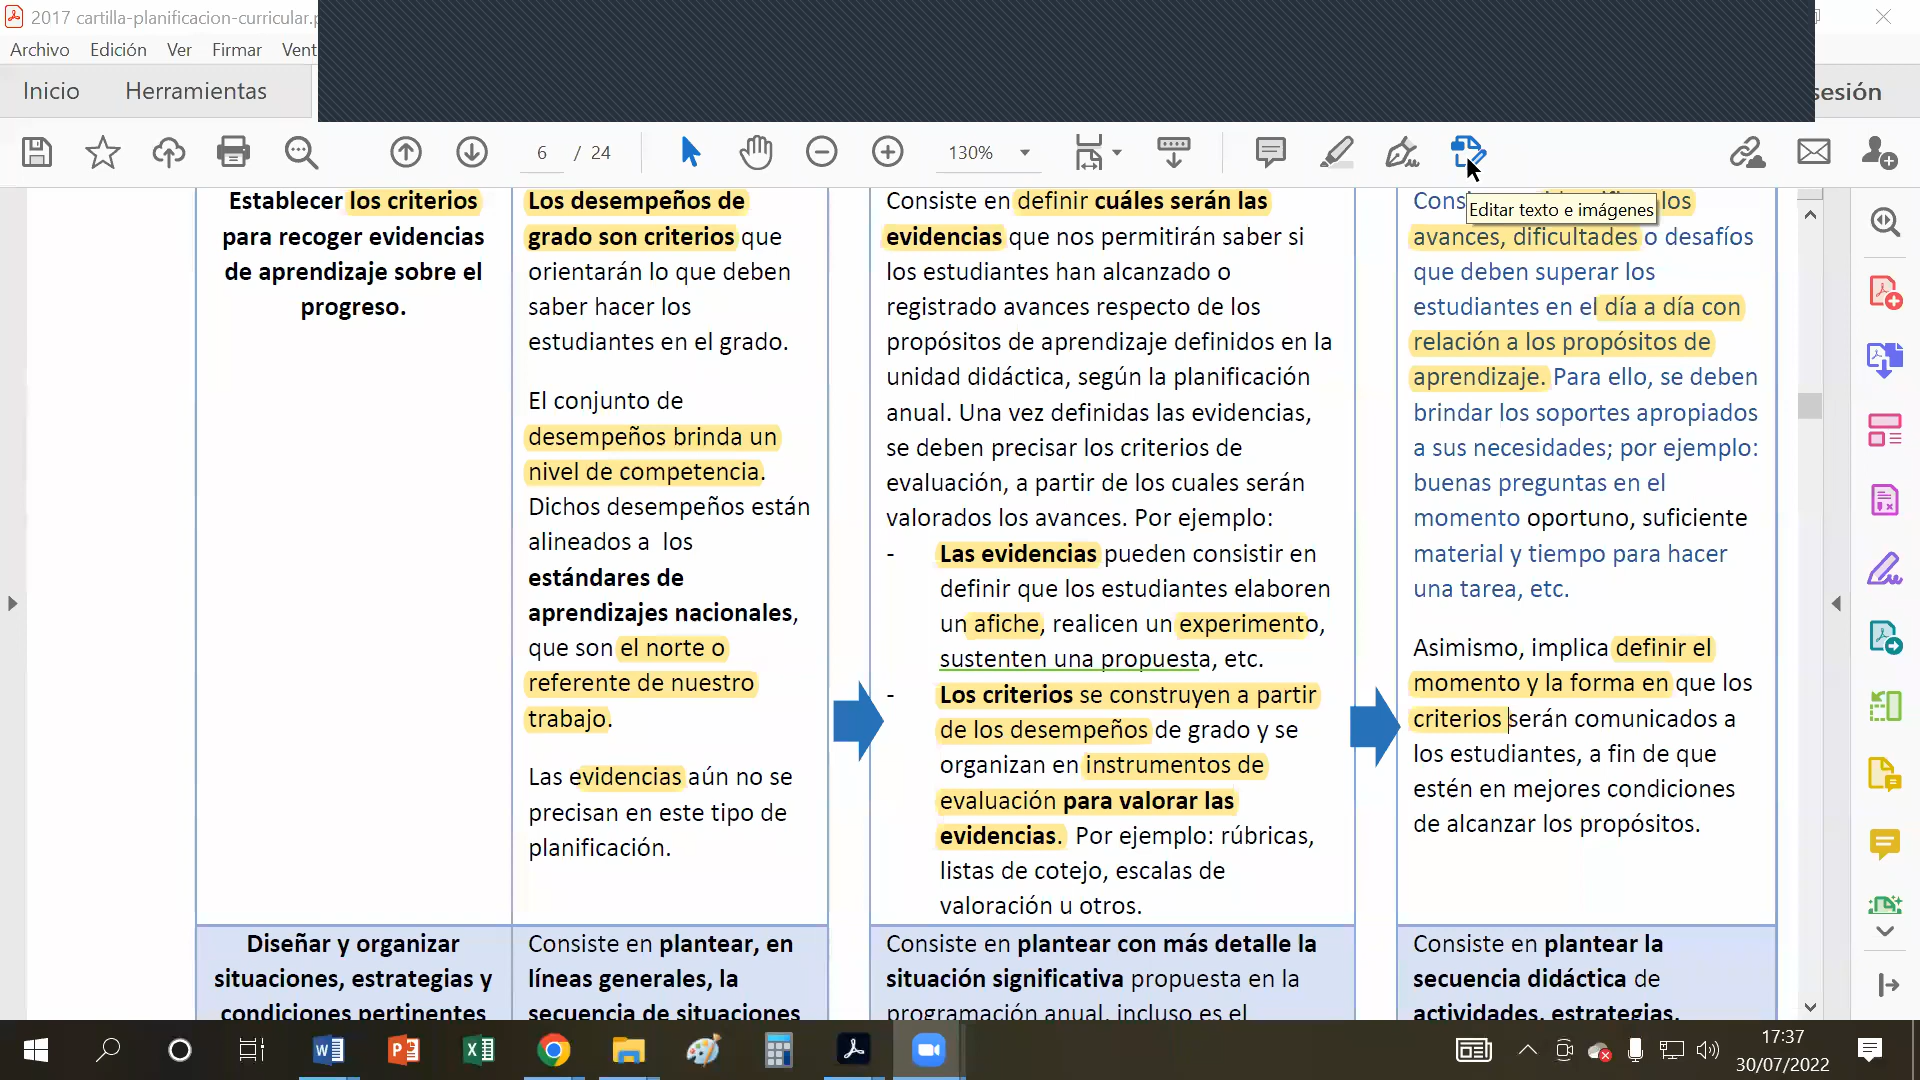 2017 cartilla-planificacion-curricular.p
Archivo Edición Ver Firmar Vent
Inicio Herramientas
sesión
6 / 24
130%
Editar texto e imágenes
Establecer los criterios
para recoger evidencias
de aprendizaje sobre el
progreso.
Los desempeños de
grado son criterios que
orientarán lo que deben
saber hacer los
estudiantes en el grado.
El conjunto de
desempeños brinda un
nivel de competencia.
Dichos desempeños están
alineados a los
estándares de
aprendizajes nacionales,
que son el norte o
referente de nuestro
trabajo.
Las evidencias aún no se
precisan en este tipo de
planificación.
Consiste en definir cuáles serán las
evidencias que nos permitirán saber si
los estudiantes han alcanzado o
registrado avances respecto de los
propósitos de aprendizaje definidos en la
unidad didáctica, según la planificación
anual. Una vez definidas las evidencias,
se deben precisar los criterios de
evaluación, a partir de los cuales serán
valorados los avances. Por ejemplo:
- Las evidencias pueden consistir en
definir que los estudiantes elaboren
un afiche, realicen un experimento,
sustenten una propuesta, etc.
- Los criterios se construyen a partir
de los desempeños de grado y se
organizan en instrumentos de
evaluación para valorar las
evidencias. Por ejemplo: rúbricas,
listas de cotejo, escalas de
valoración u otros.
Cons los
avances, dificultades o desafíos
que deben superar los
estudiantes en el día a día con
relación a los propósitos de
aprendizaje. Para ello, se deben
brindar los soportes apropiados
a sus necesidades; por ejemplo:
buenas preguntas en el
momento oportuno, suficiente
material y tiempo para hacer
una tarea, etc.
Asimismo, implica definir el
momento y la forma en que los
criterios serán comunicados a
los estudiantes, a fin de que
estén en mejores condiciones
de alcanzar los propósitos.
Diseñar y organizar
situaciones, estrategias y
condiciones pertinentes
Consiste en plantear, en
líneas generales, la
secuencia de situaciones
Consiste en plantear con más detalle la
situación significativa propuesta en la
programación anual, incluso es el
Consiste en plantear la
secuencia didáctica de
actividades, estrategias,
17:37
30/07/2022